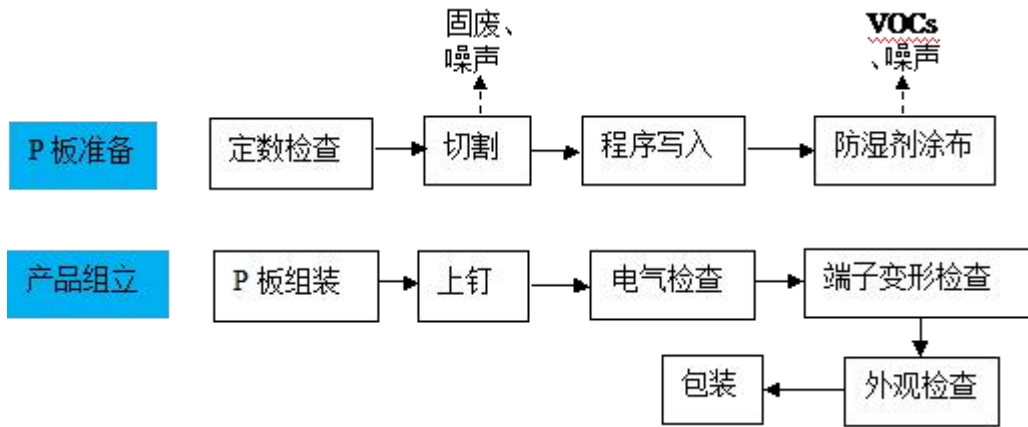 固废、
噪声
VOCs
、噪声
P 板准备
定数检查
切割
程序写入
防湿剂涂布
产品组立
P 板组装
上钉
电气检查
端子变形检查
包装
外观检查